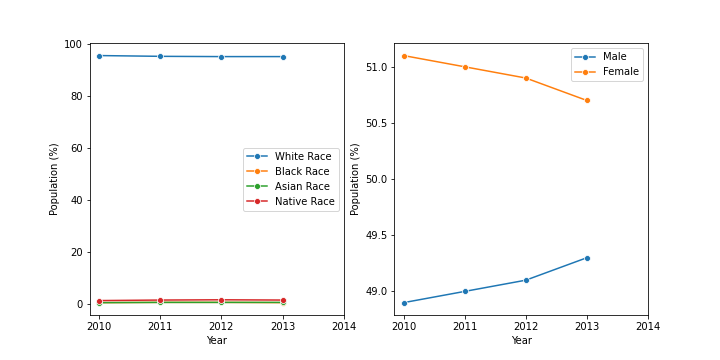 100
80
60
40
20
0
Population (%)
2010 2011 2012 2013 2014
Year
White Race
Black Race
Asian Race
Native Race
51.0
50.5
50.0
49.5
49.0
Population (%)
2010 2011 2012 2013 2014
Year
Male
Female